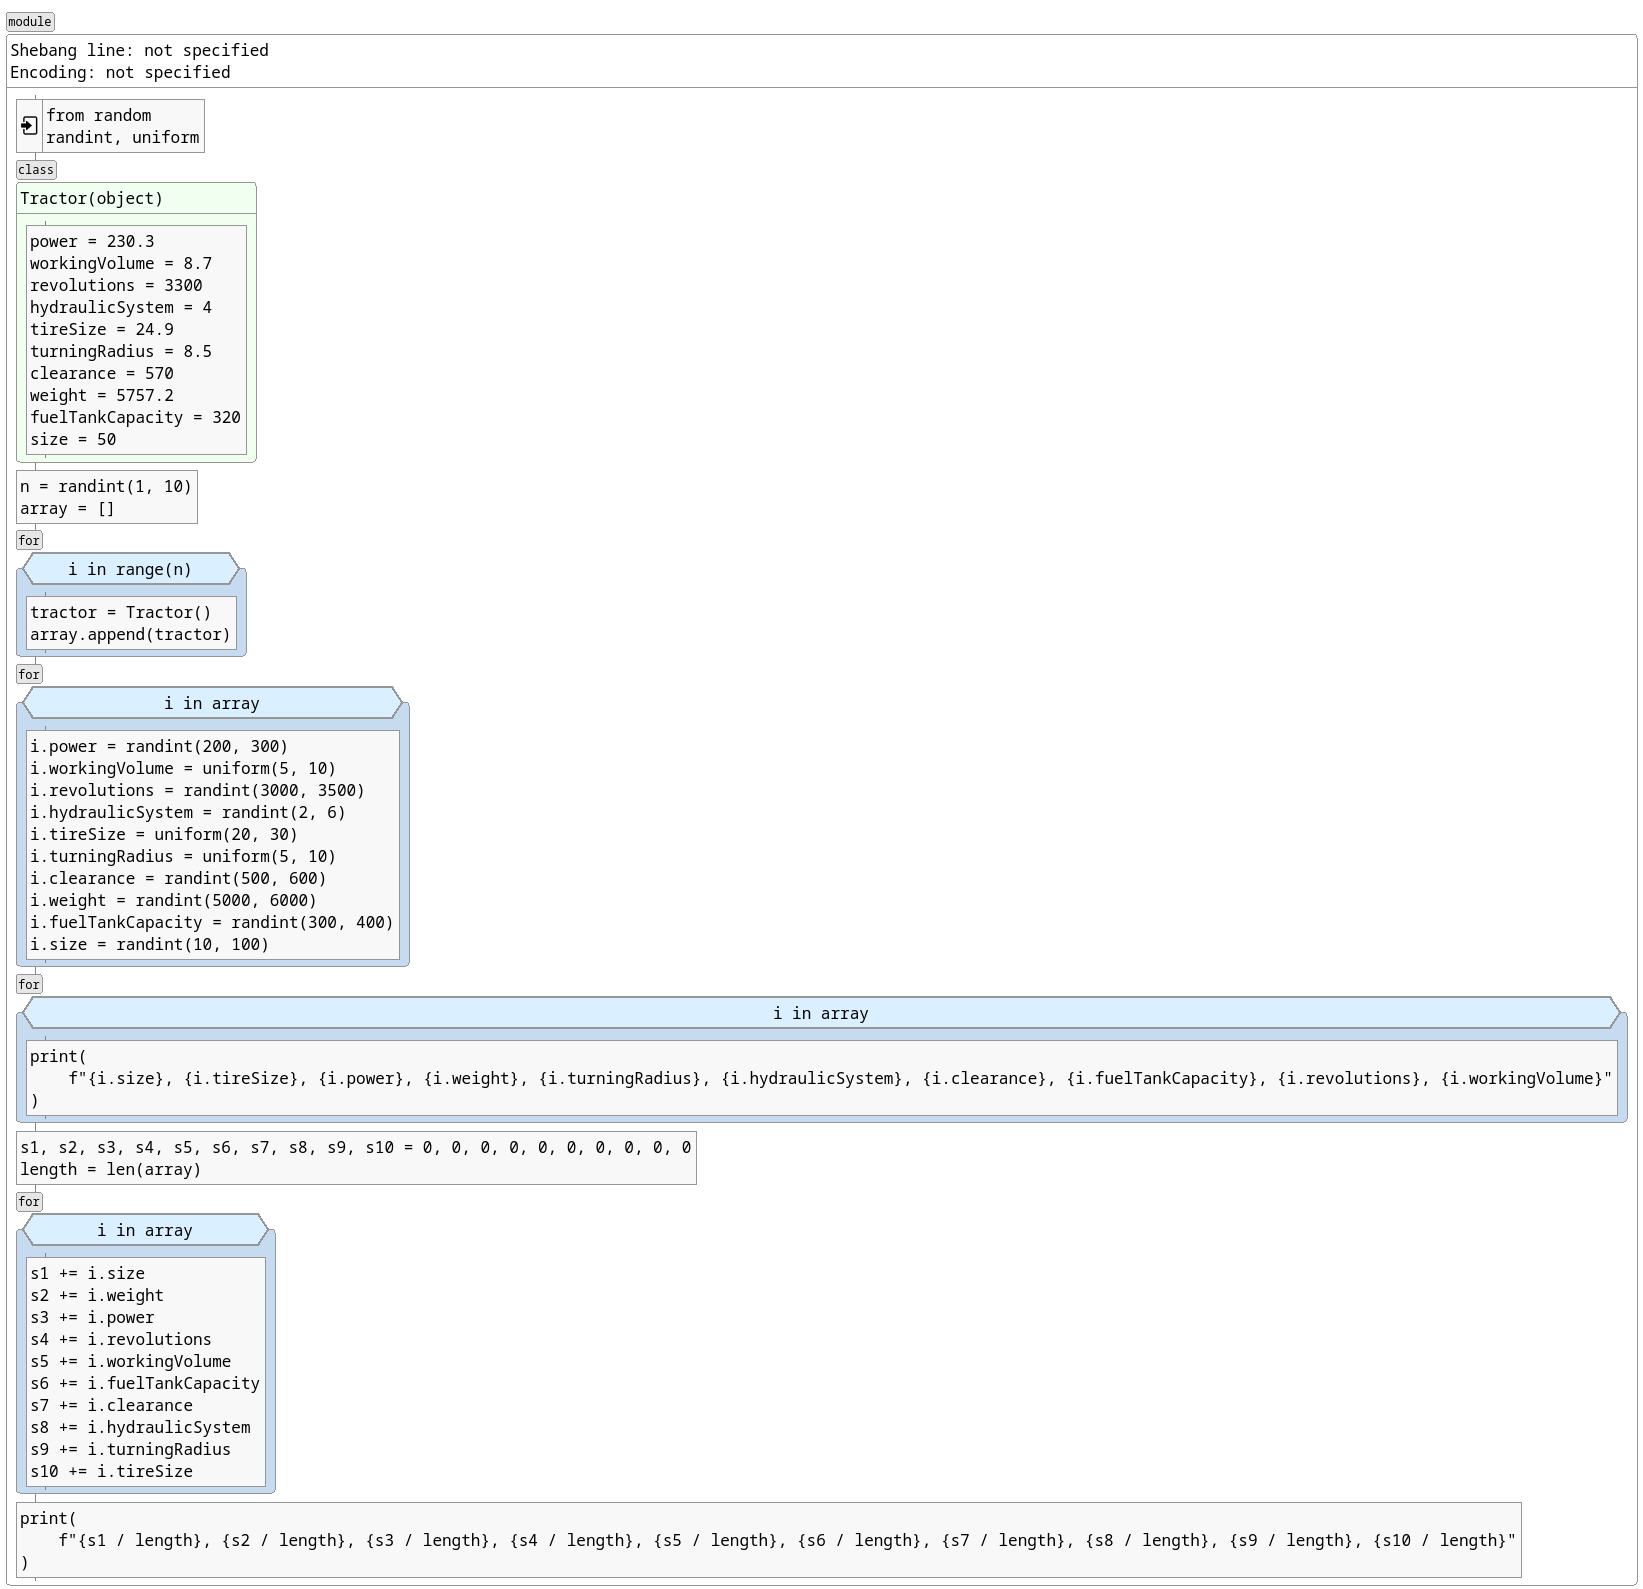 module
Shebang line: not specified
Encoding: not specified
from random
randint, uniform
class
Tractor(object)
power = 230.3
workingVolume = 8.7
revolutions = 3300
hydraulicSystem = 4
tireSize = 24.9
turningRadius = 8.5
clearance = 570
weight = 5757.2
fuelTankCapacity = 320
size = 50
n = randint(1, 10)
array = []
for
i in range(n)
tractor = Tractor()
array.append(tractor)
for
i in array
i.power = randint(200, 300)
i.workingVolume = uniform(5, 10)
i.revolutions = randint(3000, 3500)
i.hydraulicSystem = randint(2, 6)
i.tireSize = uniform(20, 30)
i.turningRadius = uniform(5, 10)
i.clearance = randint(500, 600)
i.weight = randint(5000, 6000)
i.fuelTankCapacity = randint(300, 400)
i.size = randint(10, 100)
for
i in array
print(
    f"{i.size}, {i.tireSize}, {i.power}, {i.weight}, {i.turningRadius}, {i.hydraulicSystem}, {i.clearance}, {i.fuelTankCapacity}, {i.revolutions}, {i.workingVolume}"
)
s1, s2, s3, s4, s5, s6, s7, s8, s9, s10 = 0, 0, 0, 0, 0, 0, 0, 0, 0, 0
length = len(array)
for
i in array
s1 += i.size
s2 += i.weight
s3 += i.power
s4 += i.revolutions
s5 += i.workingVolume
s6 += i.fuelTankCapacity
s7 += i.clearance
s8 += i.hydraulicSystem
s9 += i.turningRadius
s10 += i.tireSize
print(
    f"{s1 / length}, {s2 / length}, {s3 / length}, {s4 / length}, {s5 / length}, {s6 / length}, {s7 / length}, {s8 / length}, {s9 / length}, {s10 / length}"
)